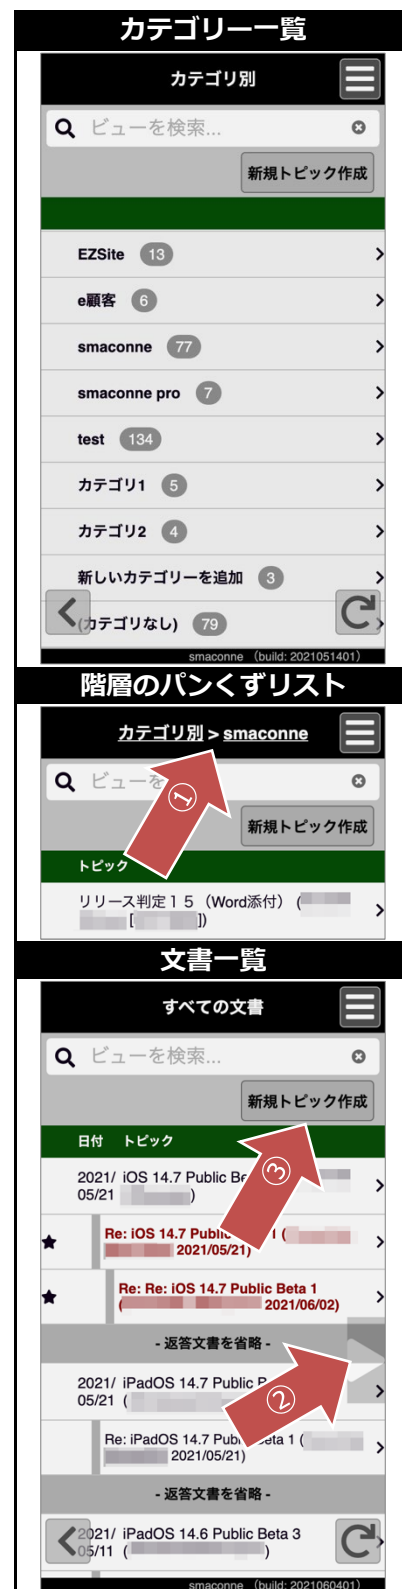 カテゴリー一覧
カテゴリ別
ビューを検索...
新規トピック作成
EZSite 13
e顧客 6
smaconne 77
smaconne pro 7
test 134
カテゴリ1 5
カテゴリ2 4
新しいカテゴリーを追加 3
(カテゴリなし) 79
smaconne (build: 2021051401)
階層のパンくずリスト
カテゴリ別 > smaconne
ビューを
①
新規トピック作成
トピック
リリース判定１５（Word添付） (
[ ])
文書一覧
すべての文書
ビューを検索...
新規トピック作成
日付 トピック
③
2021/ iOS 14.7 Public Be
05/21 )
Re: iOS 14.7 Public 1 (
2021/05/21)
Re: Re: iOS 14.7 Public Beta 1
( 2021/06/02)
- 返答文書を省略 -
2021/ iPadOS 14.7 Public
05/21 (
②
Re: iPadOS 14.7 Public Beta 1 (
2021/05/21)
- 返答文書を省略 -
2021/ iPadOS 14.6 Public Beta 3
05/11 ( )
smaconne (build: 2021060401)